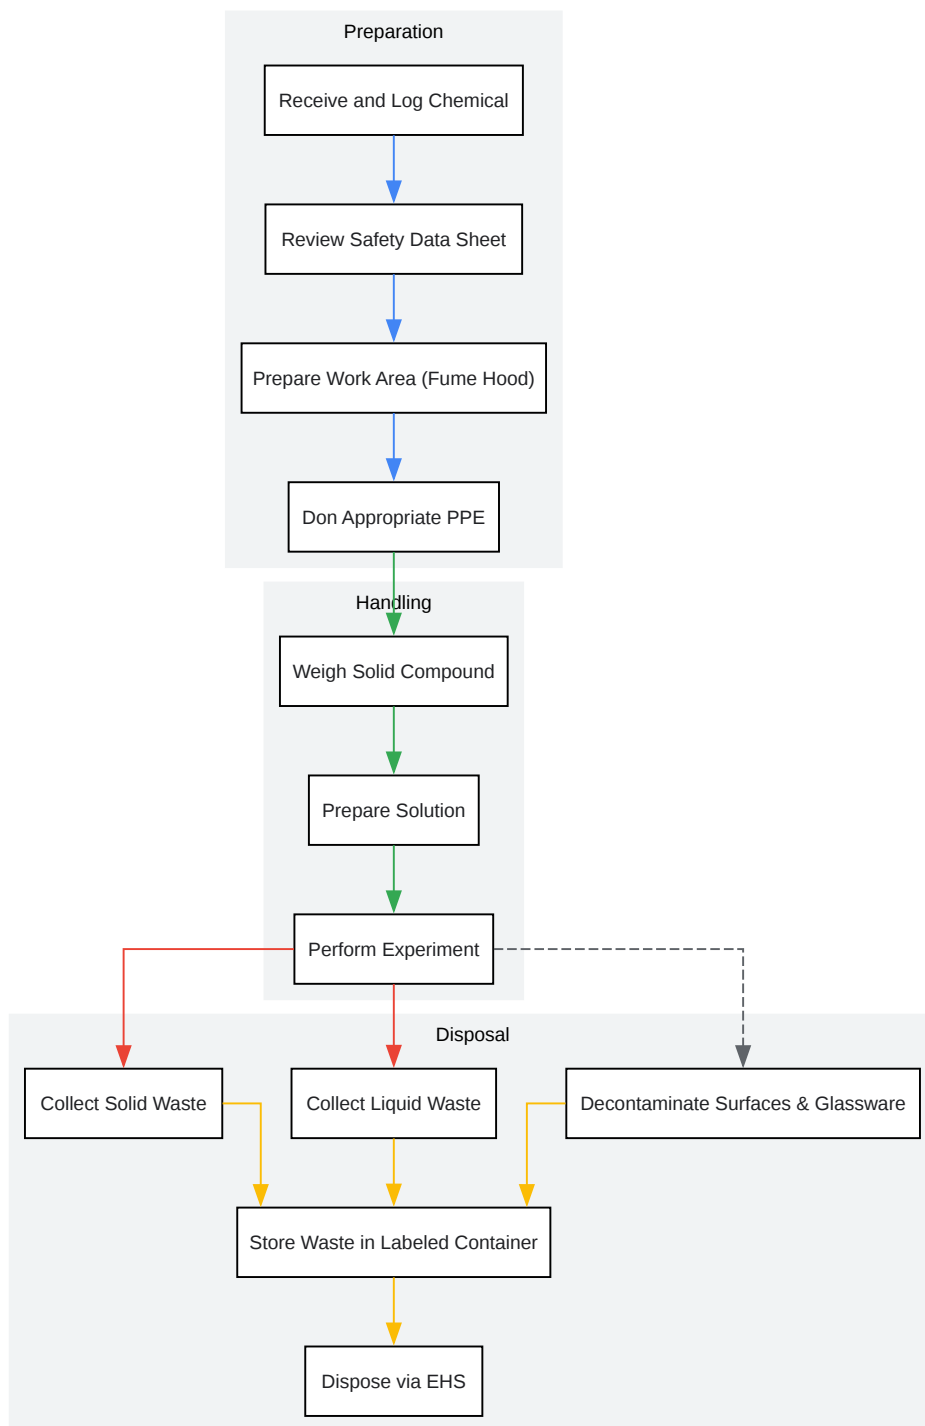 Preparation
Receive and Log Chemical
Review Safety Data Sheet
Prepare Work Area (Fume Hood)
Don Appropriate PPE
Handling
Weigh Solid Compound
Prepare Solution
Perform Experiment
Disposal
Collect Solid Waste
Collect Liquid Waste
Decontaminate Surfaces & Glassware
Store Waste in Labeled Container
Dispose via EHS